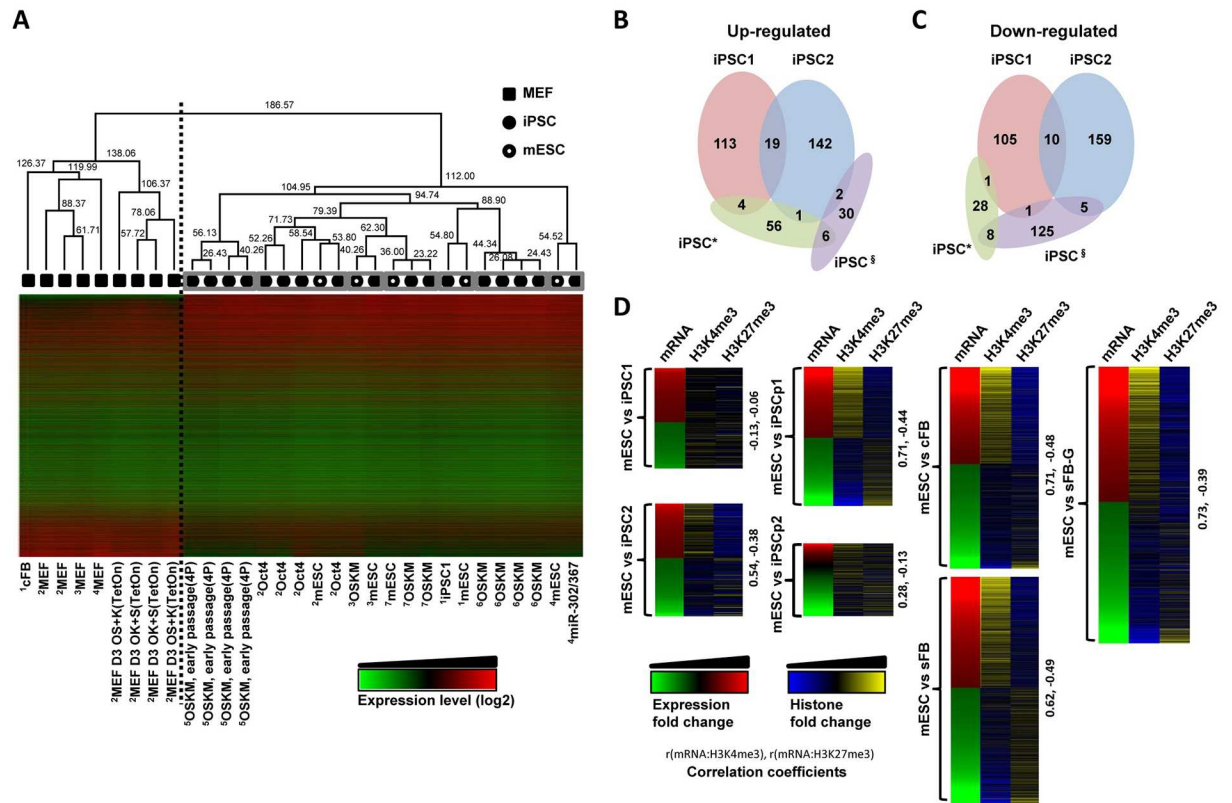 A
186.57
MEF
iPSC
mESC
126.37
138.06
119.99
106.37
88.37
78.06
61.71
57.72
112.00
104.95
94.74
88.90
79.39
71.73
62.30
56.13
52.26
58.54
53.80
54.80
54.52
26.43
40.26
40.26
36.00
23.22
44.34
26.08
24.43
¹cFB
²MEF
²MEF
³MEF
⁴MEF
²MEF D3 OS+K(TetOn)
²MEF D3 OK+S(TetOn)
²MEF D3 OK+S(TetOn)
²MEF D3 OS+K(TetOn)
⁵OSKM, early passage(4P)
⁵OSKM, early passage(4P)
⁵OSKM, early passage(4P)
⁵OSKM, early passage(4P)
²Oct4
²Oct4
²Oct4
²mESC
²Oct4
³OSKM
³mESC
⁷mESC
⁷OSKM
⁷OSKM
¹iPSC1
¹mESC
⁶OSKM
⁶OSKM
⁶OSKM
⁶OSKM
⁴mESC
⁴miR-302/367
Expression level (log2)
B
Up-regulated
iPSC1
iPSC2
113
19
142
2
4
1
30
56
6
iPSC*
iPSC§
C
Down-regulated
iPSC1
iPSC2
105
10
159
1
28
1
5
8
125
iPSC*
iPSC§
D
mRNA
H3K4me3
H3K27me3
mESC vs iPSC1
-0.13, -0.06
mESC vs iPSC2
0.54, -0.38
mRNA
H3K4me3
H3K27me3
mESC vs iPSCp1
0.71, -0.44
mESC vs iPSCp2
0.28, -0.13
mRNA
H3K4me3
H3K27me3
mESC vs cFB
0.71, -0.48
mESC vs sFB
0.62, -0.49
mRNA
H3K4me3
H3K27me3
mESC vs sFB-G
0.73, -0.39
Expression
fold change
Histone
fold change
r(mRNA:H3K4me3), r(mRNA:H3K27me3)
Correlation coefficients